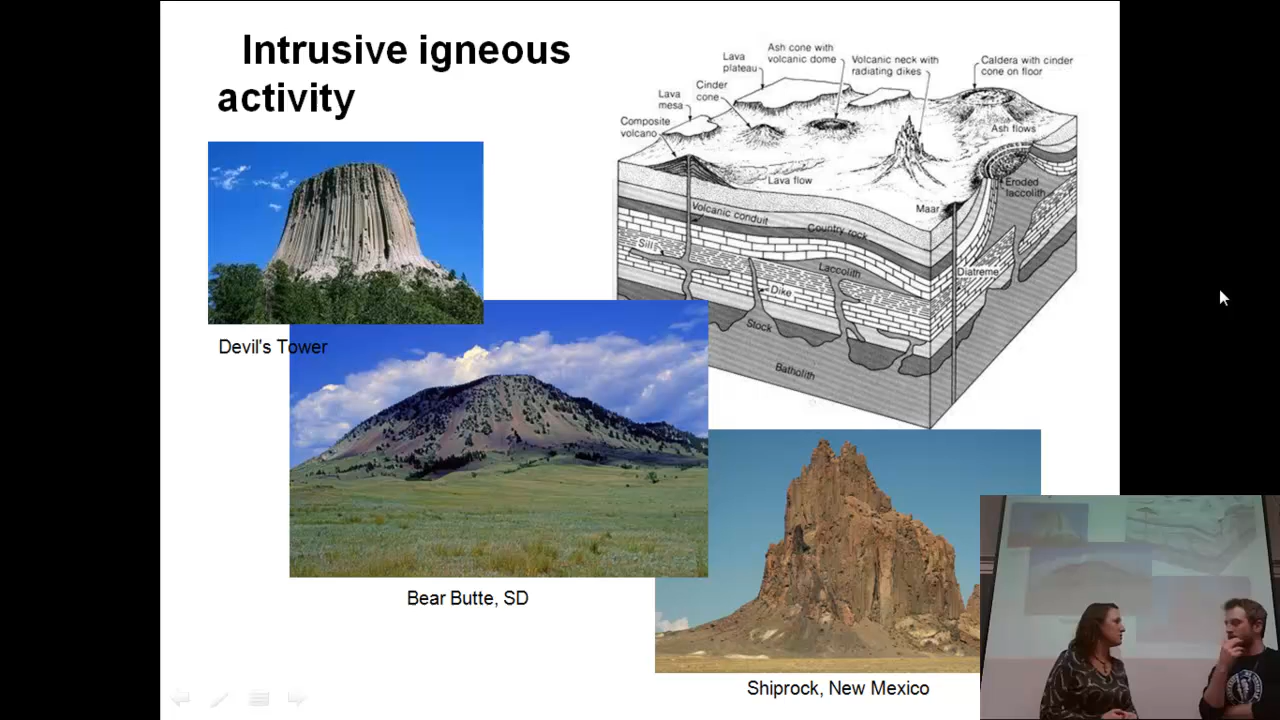 Intrusive igneous
activity
Ash cone with
volcanic dome
Lava
plateau
Volcanic neck with
radiating dikes
Caldera with cinder
cone on floor
Cinder
cone
Lava
mesa
Composite
volcano
Ash flows
Lava flow
Eroded
laccolith
Maar
Volcanic conduit
Country rock
Sills
Laccolith
Diatreme
Dike
Stock
Batholith
Devil's Tower
Bear Butte, SD
Shiprock, New Mexico